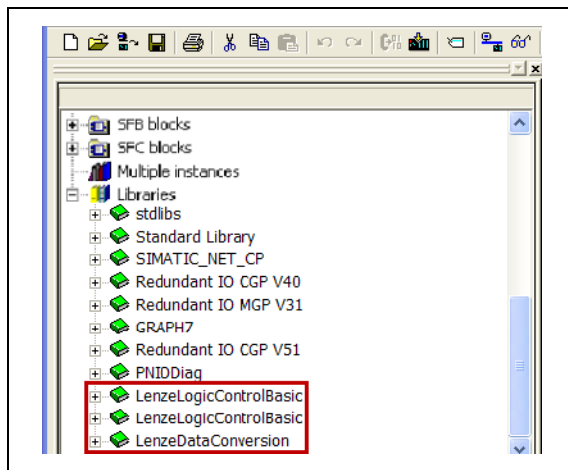 SFB blocks
SFC blocks
Multiple instances
Libraries
stdlibs
Standard Library
SIMATIC_NET_CP
Redundant IO CGP V40
Redundant IO MGP V31
GRAPH7
Redundant IO CGP V51
PNIODiag
LenzeLogicControlBasic
LenzeLogicControlBasic
LenzeDataConversion